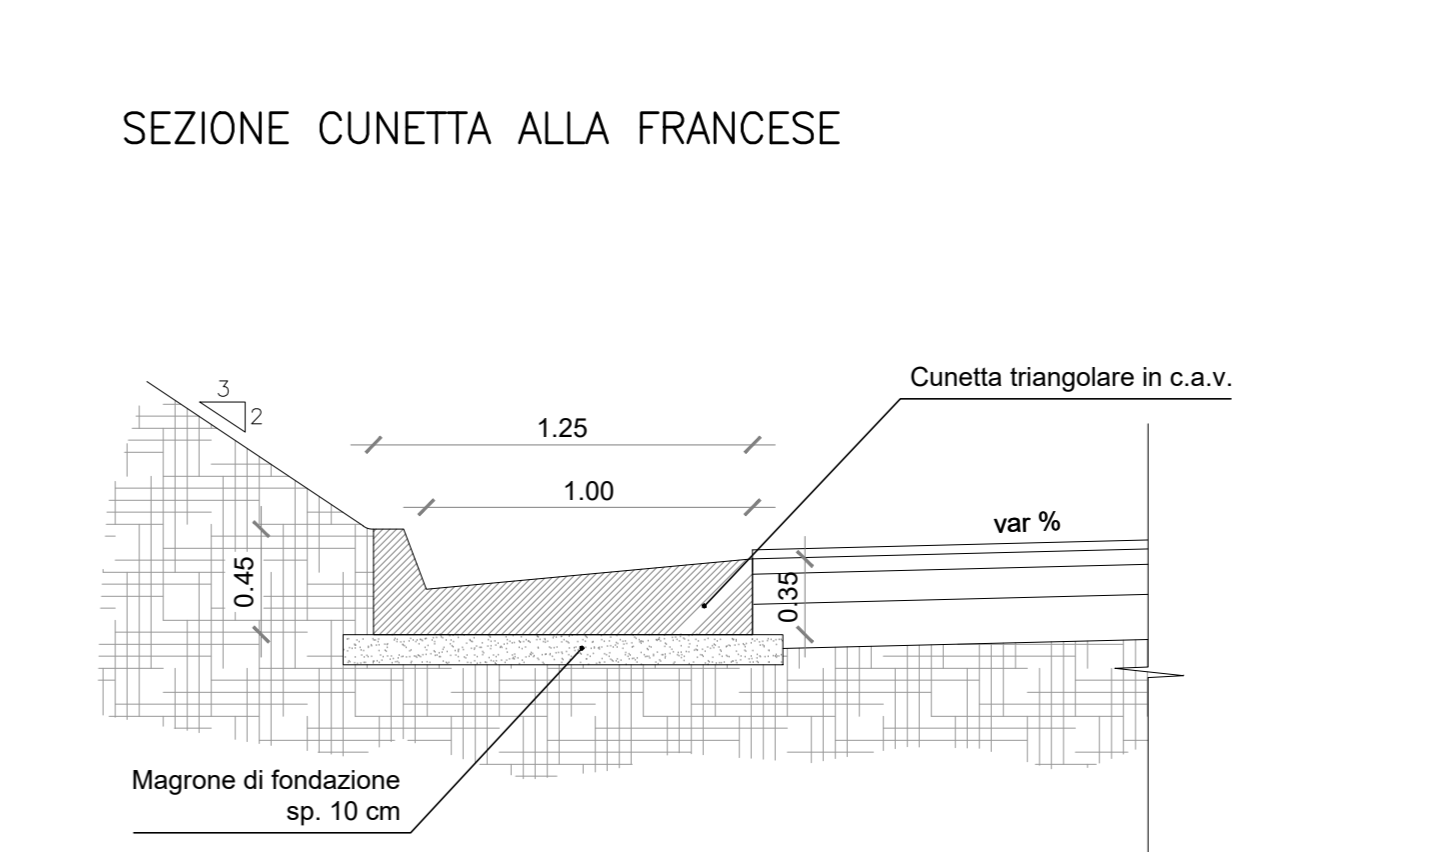 SEZIONE CUNETTA ALLA FRANCESE
Cunetta triangolare in c.a.v.
3
2
1.25
1.00
var %
0.45
0.35
Magrone di fondazione
sp. 10 cm